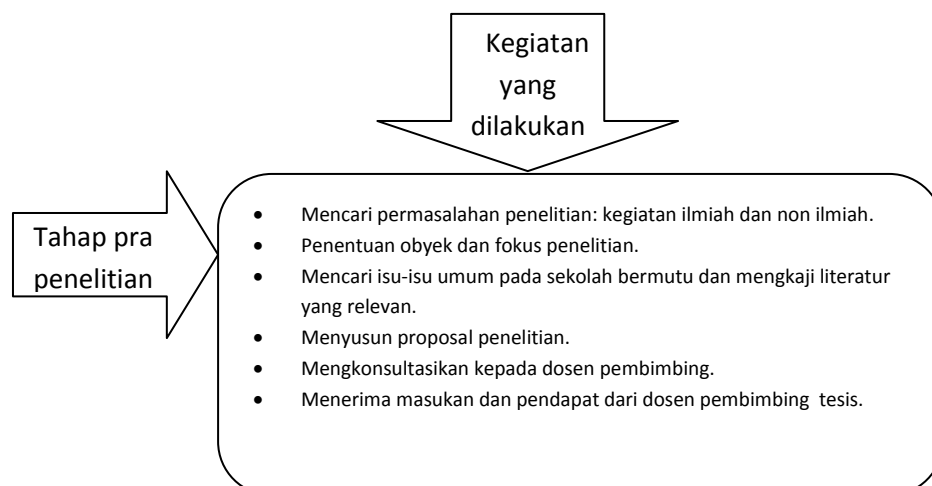 Kegiatan
yang
dilakukan
Tahap pra
penelitian
• Mencari permasalahan penelitian: kegiatan ilmiah dan non ilmiah.
• Penentuan obyek dan fokus penelitian.
• Mencari isu-isu umum pada sekolah bermutu dan mengkaji literatur
yang relevan.
• Menyusun proposal penelitian.
• Mengkonsultasikan kepada dosen pembimbing.
• Menerima masukan dan pendapat dari dosen pembimbing tesis.